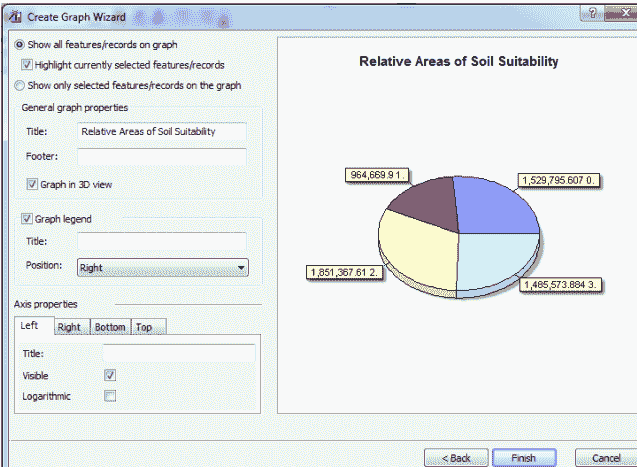 Create Graph Wizard
Show all features/records on graph
Highlight currently selected features/records
Show only selected features/records on the graph
General graph properties
Title: Relative Areas of Soil Suitability
Footer:
Graph in 3D view
Graph legend
Title:
Position: Right
Axis properties
Left Right Bottom Top
Title:
Visible
Logarithmic
Relative Areas of Soil Suitability
964,669.9 1.
1,529,795.607 0.
1,851,367.61 2.
1,485,573.884 3.
< Back Finish Cancel